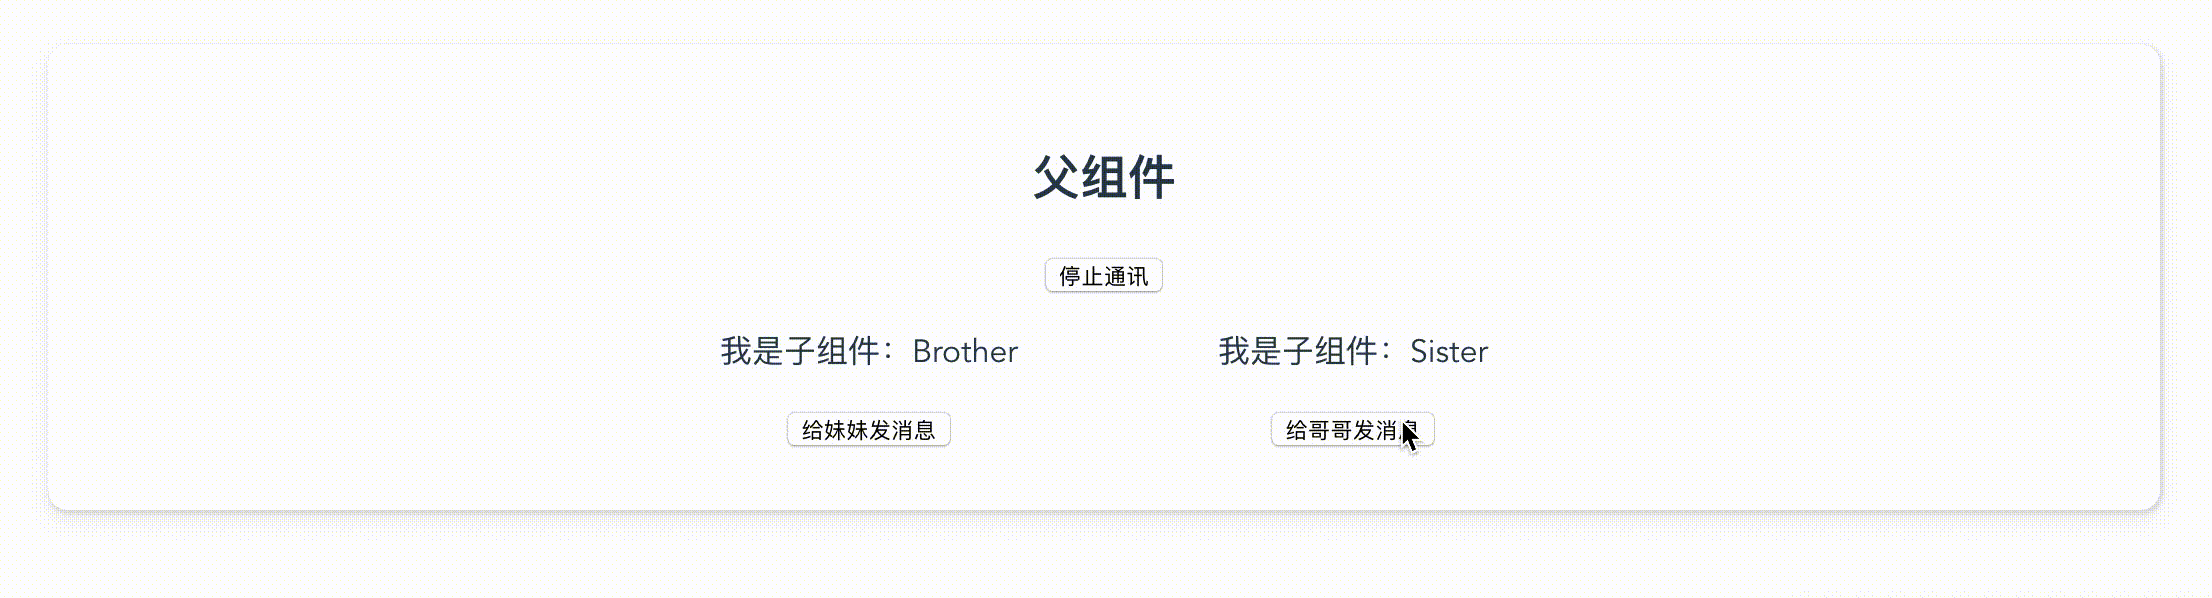 父组件
停止通讯
我是子组件：Brother
我是子组件：Sister
给妹妹发消息
给哥哥发消息